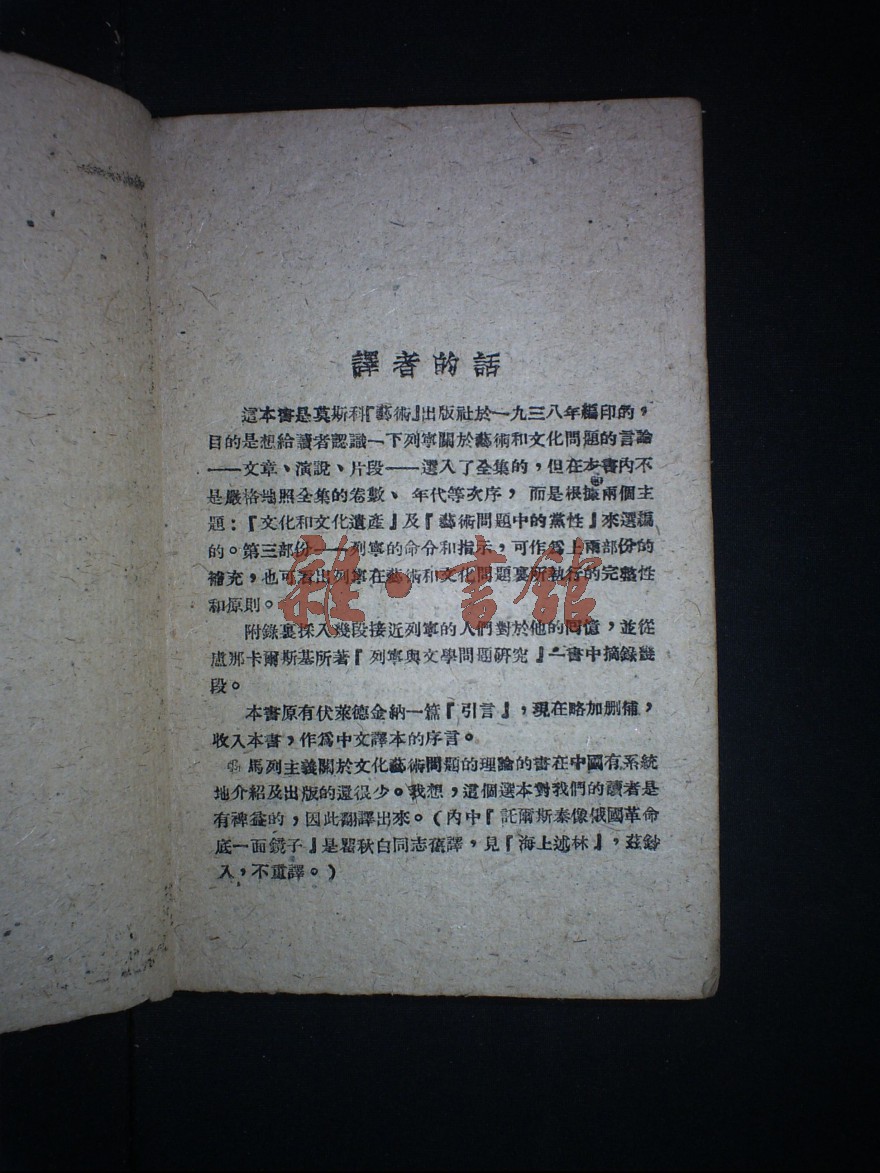 譯者的話
這本書是莫斯科『藝術』出版社於一九三八年編印的，
目的是想給讀者認識一下列寧關於藝術和文化問題的言論
——文章、演說、片段——選入了全集的，但在本書內不
是嚴格地照全集的卷數、年代等次序，而是根據兩個主
題：『文化和文化遺產』及『藝術問題中的黨性』來選編
的。第三部份——列寧的命分和指示，可作爲上兩部份的
補充，也可看出列寧在藝術和文化問題裏所執行的完整性
和原則。
附錄裏採入幾段接近列寧的人們對於他的回憶，並從
盧那卡爾斯基所著『列寧與文學問題研究』一書中摘錄幾
段。
本書原有伏萊德金納一篇『引言』，現在略加刪補，
收入本書，作爲中文譯本的序言。
馬列主義關於文化藝術問題的理論的書在中國有系統
地介紹及出版的還很少。我想，這個選本對我們的讀者是
有裨益的，因此翻譯出來。（內中『託爾斯泰像俄國革命
底一面鏡子』是瞿秋白同志舊譯，見『海上述林』，茲鈔
入，不重譯。）
雜·書館